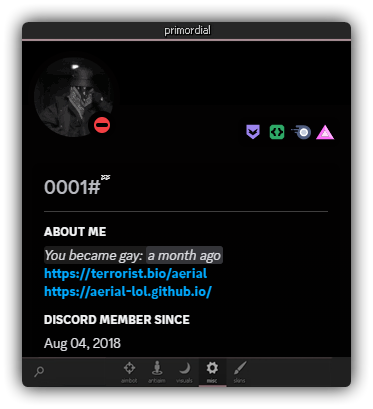 primordial
0001#
ABOUT ME
You became gay: a month ago
https://terrorist.bio/aerial
https://aerial-lol.github.io/
DISCORD MEMBER SINCE
Aug 04, 2018
aimbot antiaim visuals misc skins